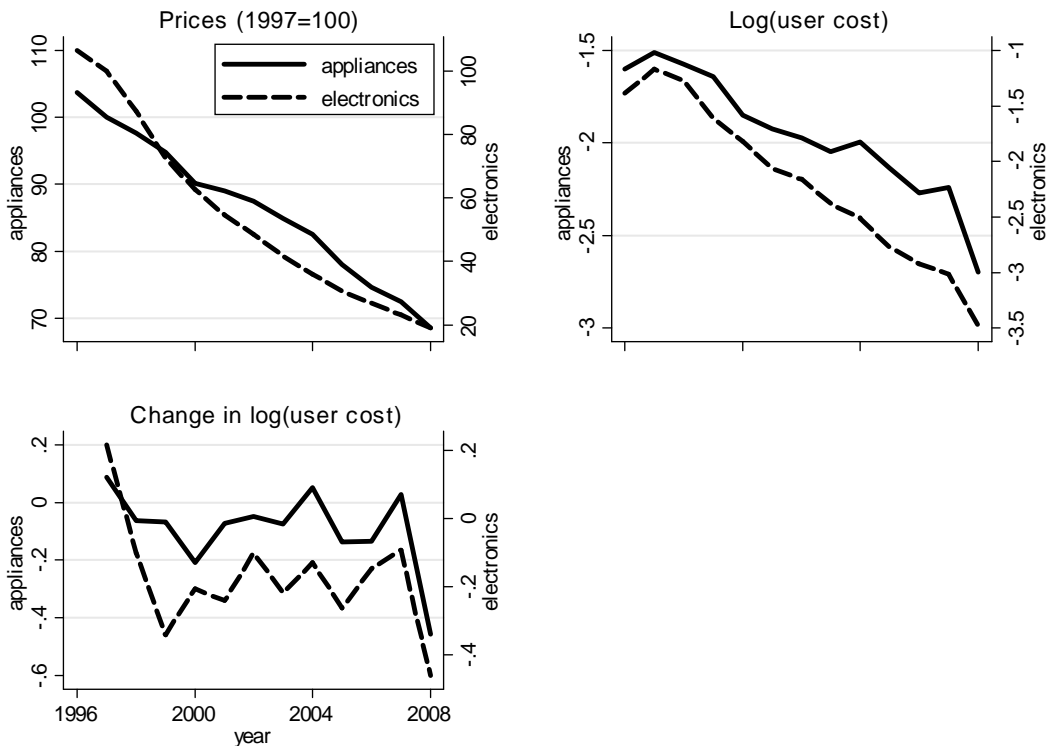 Prices (1997=100)
appliances
electronics
110
100
90
80
70
appliances
100
80
60
40
20
electronics
Log(user cost)
-1.5
-2
-2.5
-3
appliances
-1
-1.5
-2
-2.5
-3
-3.5
electronics
Change in log(user cost)
.2
0
-.2
-.4
-.6
appliances
.2
0
-.2
-.4
electronics
1996 2000 2004 2008
year